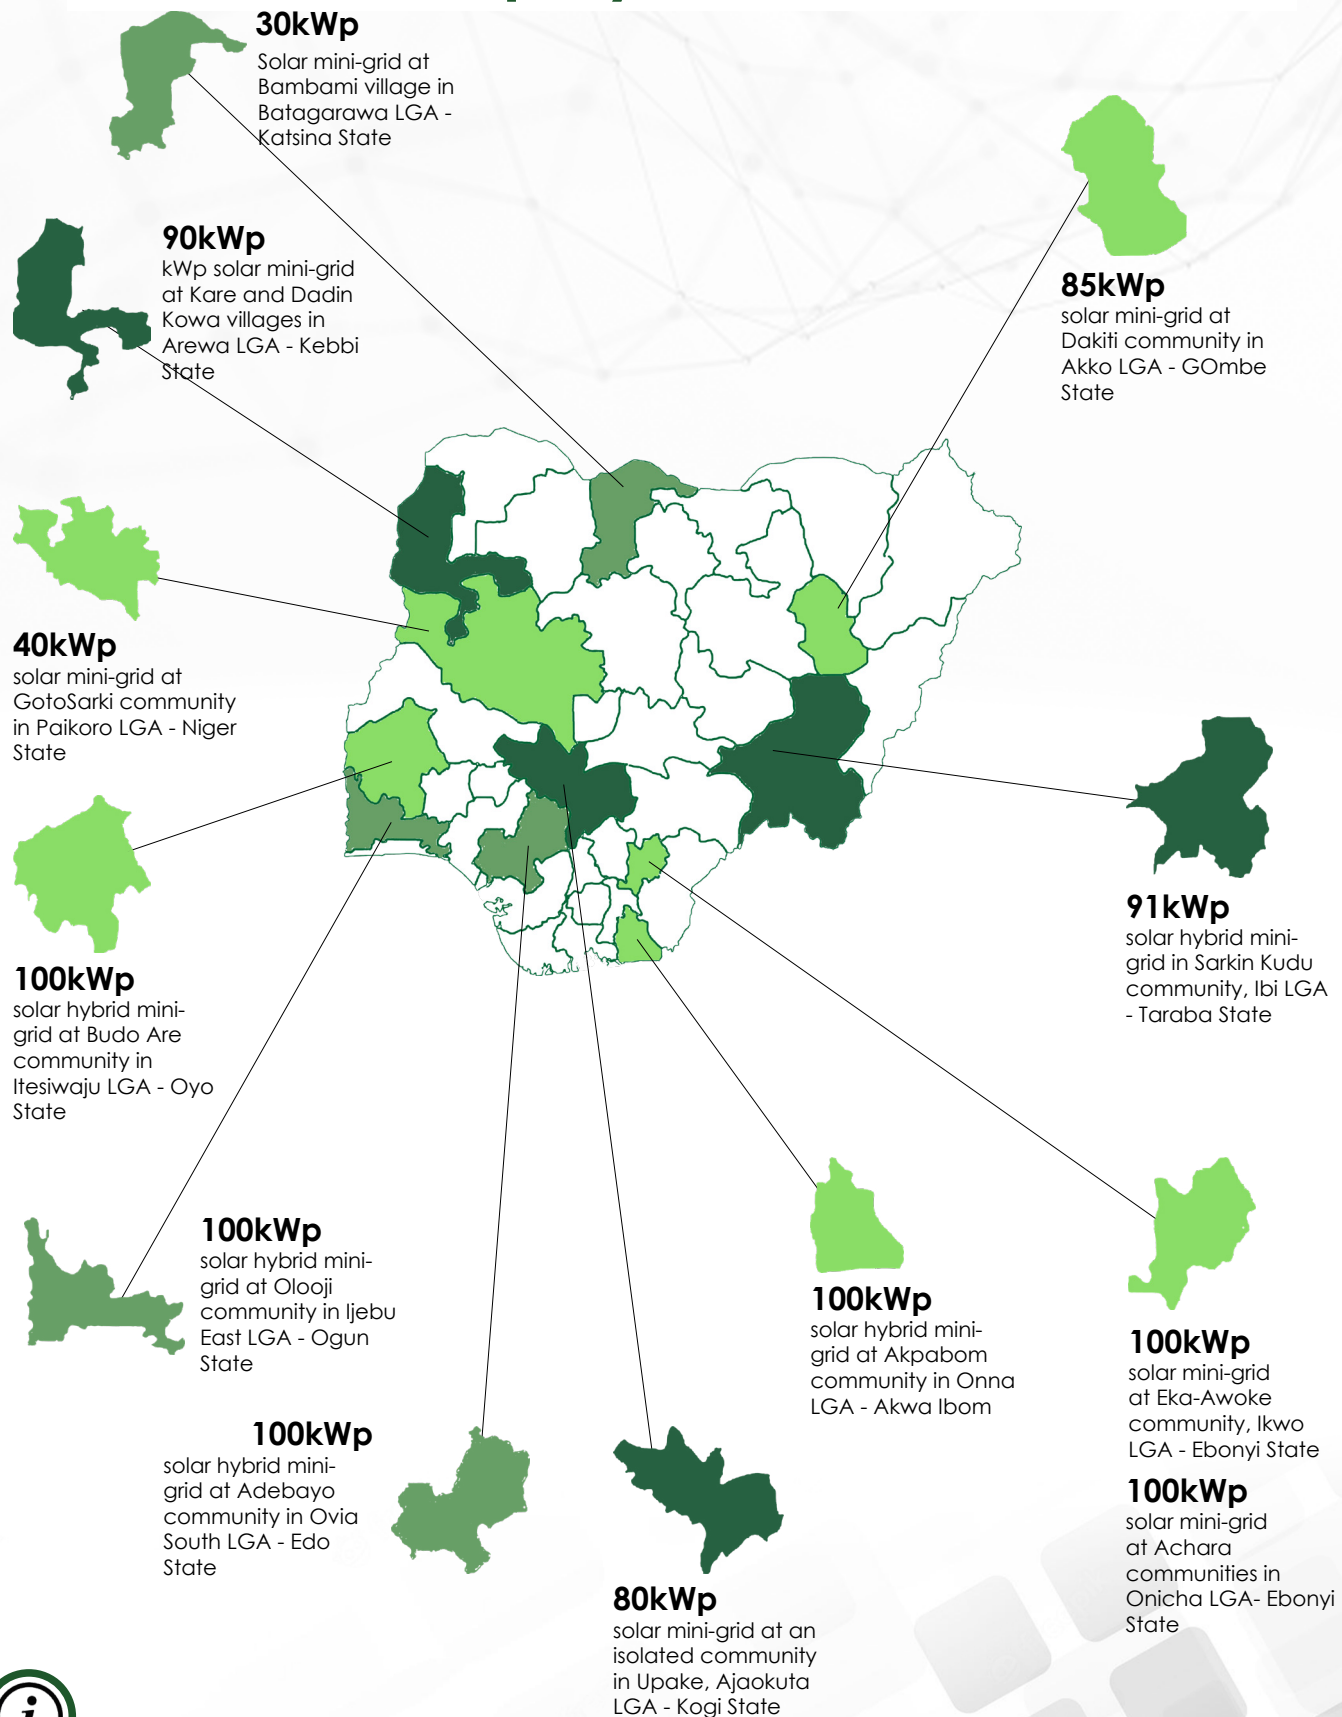 30kWp
Solar mini-grid at
Bambami village in
Batagarawa LGA -
Katsina State
90kWp
kWp solar mini-grid
at Kare and Dadin
Kowa villages in
Arewa LGA - Kebbi
State
85kWp
solar mini-grid at
Dakiti community in
Akko LGA - GOmbe
State
40kWp
solar mini-grid at
GotoSarki community
in Paikoro LGA - Niger
State
91kWp
solar hybrid mini-
grid in Sarkin Kudu
community, Ibi LGA
- Taraba State
100kWp
solar hybrid mini-
grid at Budo Are
community in
Itesiwaju LGA - Oyo
State
100kWp
solar hybrid mini-
grid at Olooji
community in Ijebu
East LGA - Ogun
State
100kWp
solar hybrid mini-
grid at Akpabom
community in Onna
LGA - Akwa Ibom
100kWp
solar mini-grid
at Eka-Awoke
community, Ikwo
LGA - Ebonyi State
100kWp
solar mini-grid
at Achara
communities in
Onicha LGA- Ebonyi
State
100kWp
solar hybrid mini-
grid at Adebayo
community in Ovia
South LGA - Edo
State
80kWp
solar mini-grid at an
isolated community
in Upake, Ajaokuta
LGA - Kogi State
i